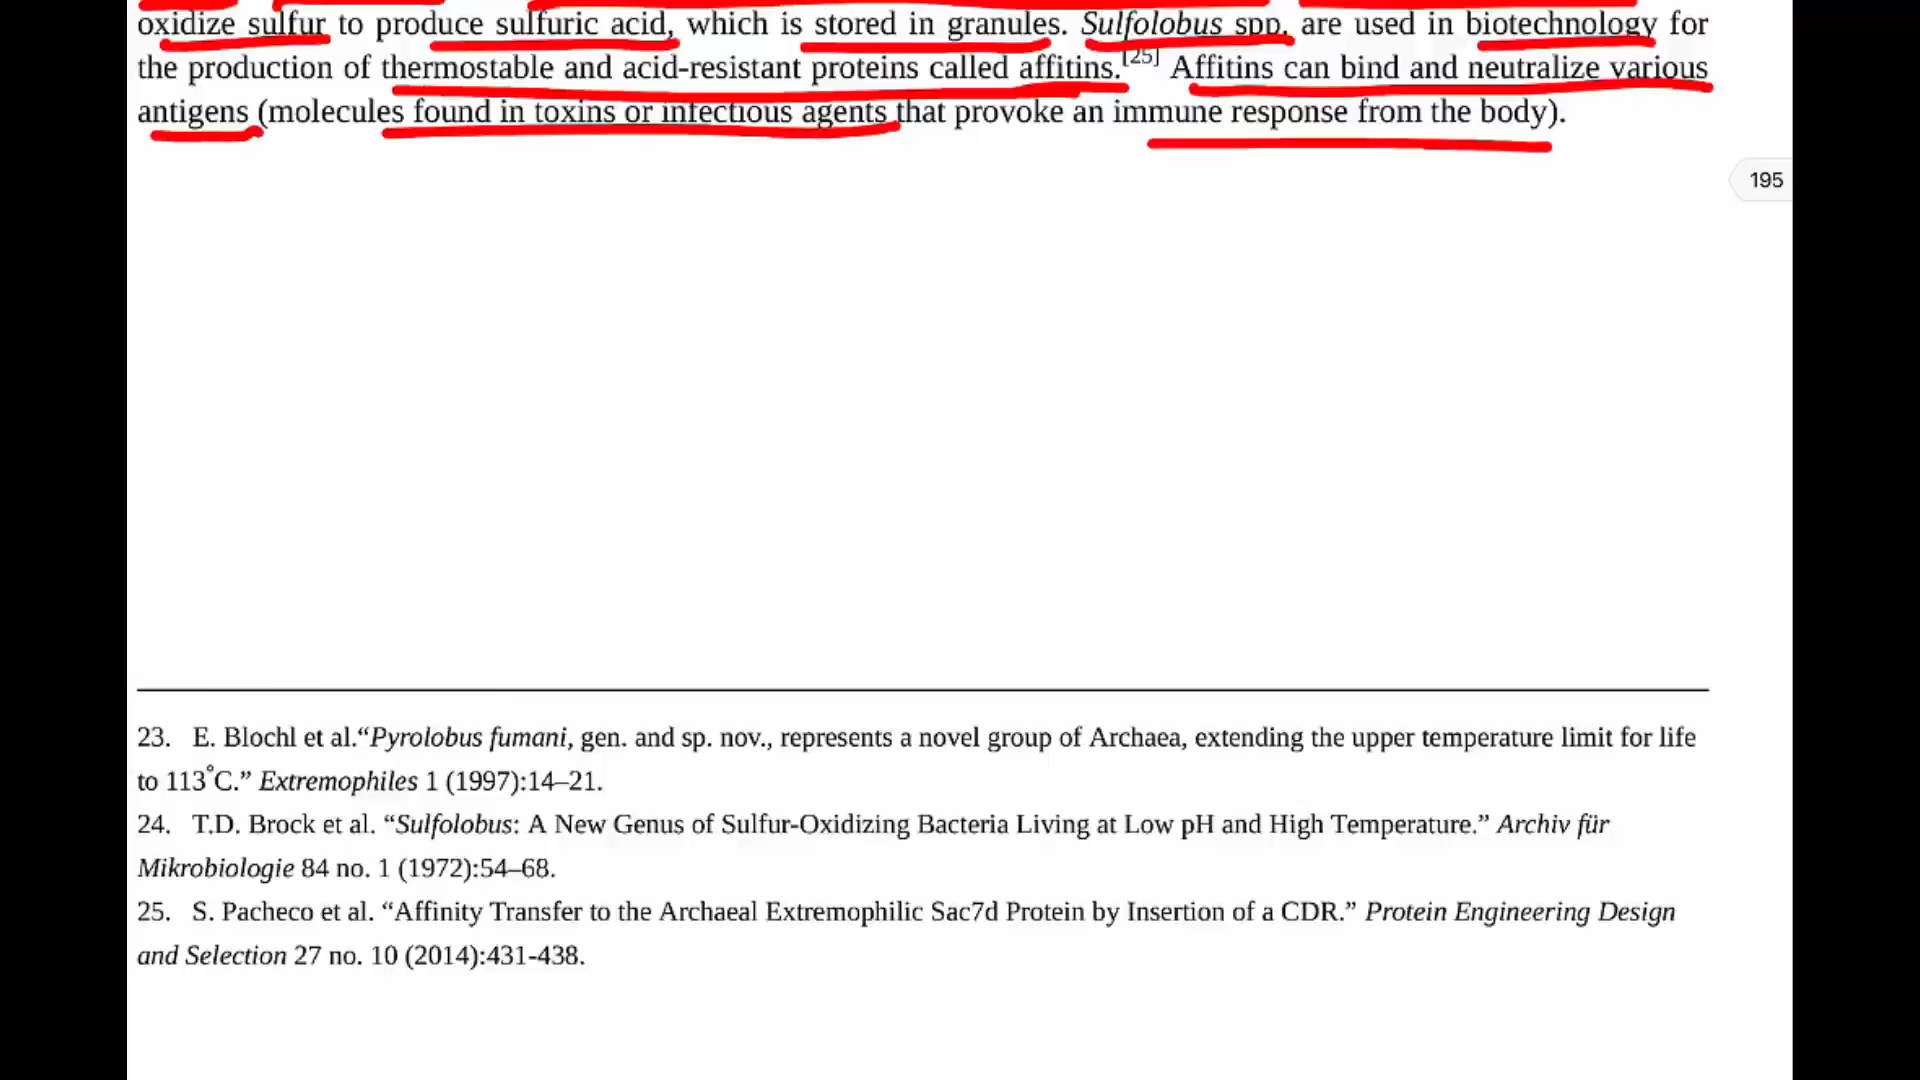 oxidize sulfur to produce sulfuric acid, which is stored in granules. Sulfolobus spp. are used in biotechnology for
the production of thermostable and acid-resistant proteins called affitins.[25] Affitins can bind and neutralize various
antigens (molecules found in toxins or infectious agents that provoke an immune response from the body).
195
23. E. Blochl et al.“Pyrolobus fumani, gen. and sp. nov., represents a novel group of Archaea, extending the upper temperature limit for life
to 113˚C.” Extremophiles 1 (1997):14–21.
24. T.D. Brock et al. “Sulfolobus: A New Genus of Sulfur-Oxidizing Bacteria Living at Low pH and High Temperature.” Archiv für
Mikrobiologie 84 no. 1 (1972):54–68.
25. S. Pacheco et al. “Affinity Transfer to the Archaeal Extremophilic Sac7d Protein by Insertion of a CDR.” Protein Engineering Design
and Selection 27 no. 10 (2014):431-438.